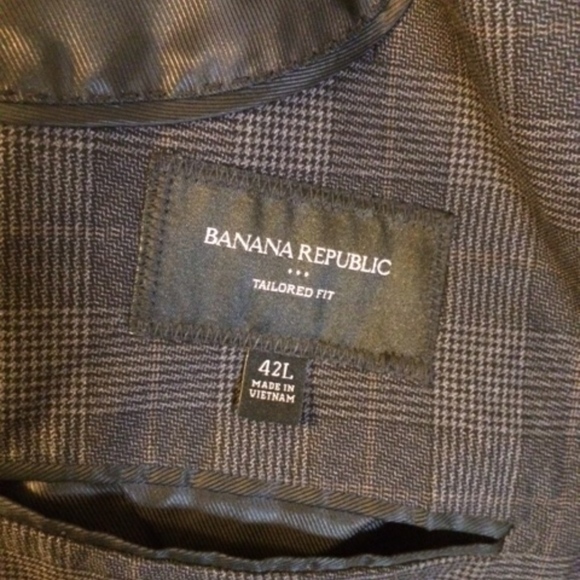 BANANA REPUBLIC
TAILORED FIT
42L
MADE IN
VIETNAM